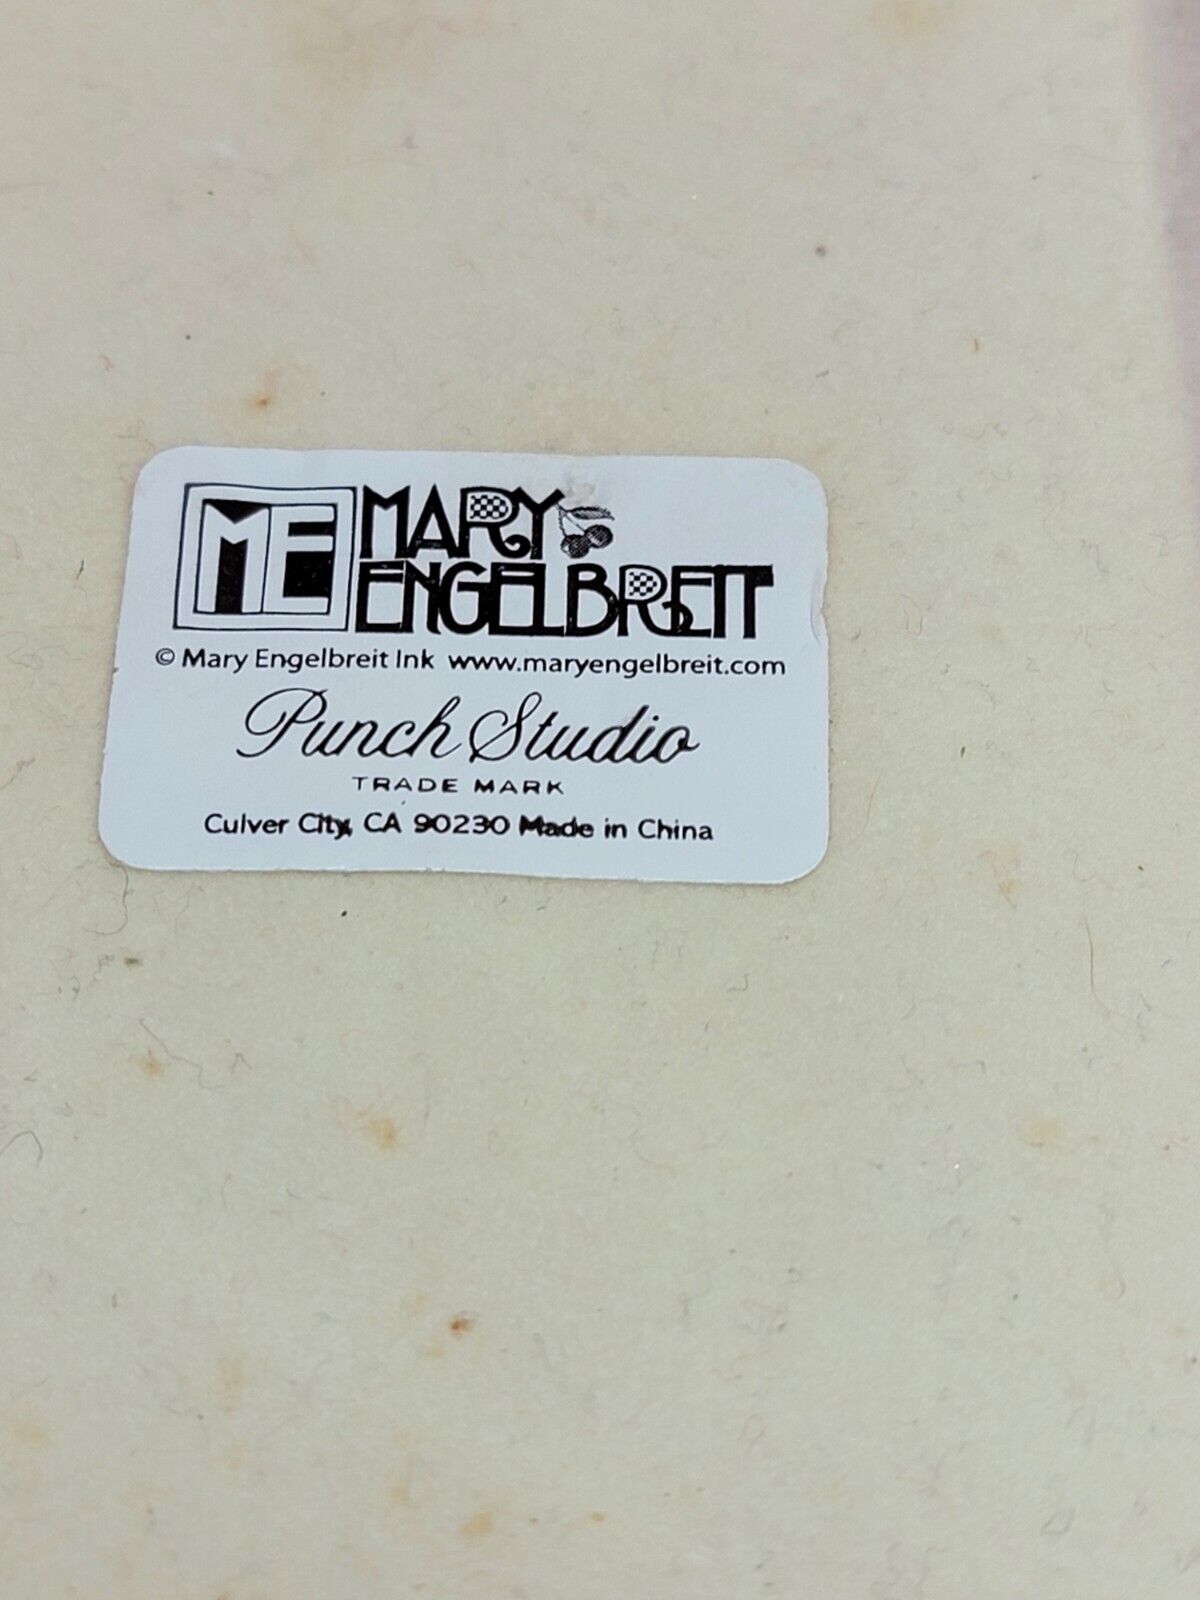 ME MARY
ENGELBREIT
© Mary Engelbreit Ink www.maryengelbreit.com
Punch Studio
TRADE MARK
Culver City, CA 90230 Made in China